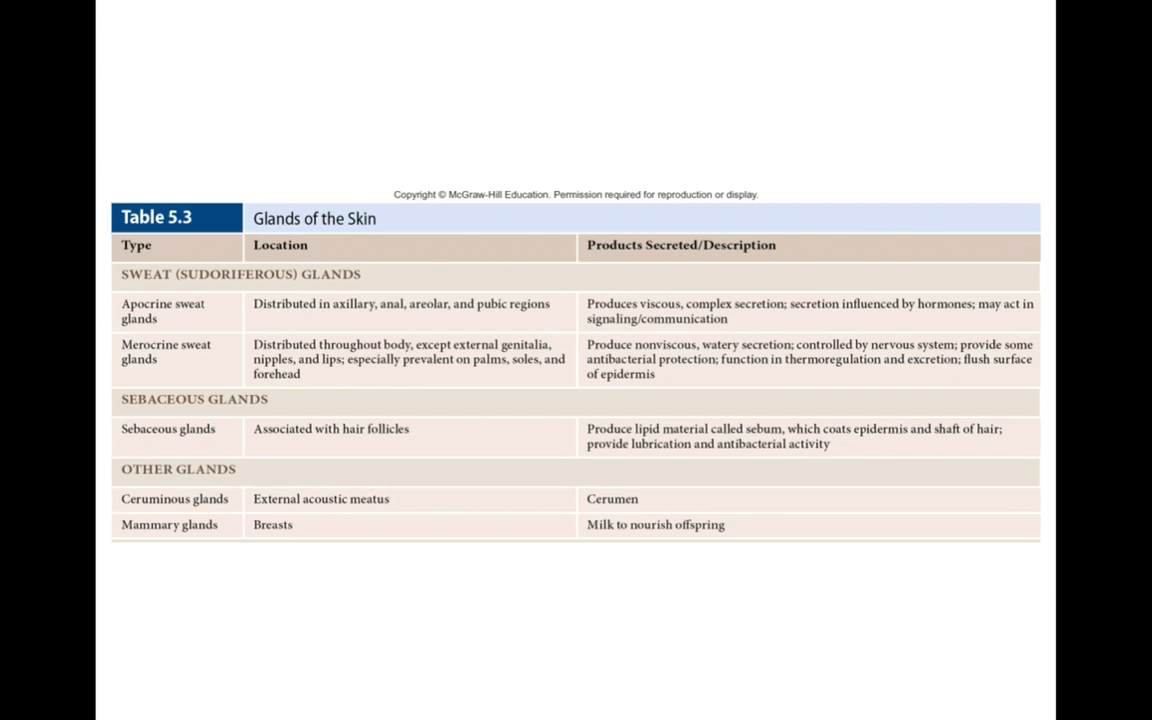 Copyright © McGraw-Hill Education. Permission required for reproduction or display.
Table 5.3 Glands of the Skin
Type Location Products Secreted/Description
SWEAT (SUDORIFEROUS) GLANDS
Apocrine sweat
glands
Distributed in axillary, anal, areolar, and pubic regions
Produces viscous, complex secretion; secretion influenced by hormones; may act in
signaling/communication
Merocrine sweat
glands
Distributed throughout body, except external genitalia,
nipples, and lips; especially prevalent on palms, soles, and
forehead
Produce nonviscous, watery secretion; controlled by nervous system; provide some
antibacterial protection; function in thermoregulation and excretion; flush surface
of epidermis
SEBACEOUS GLANDS
Sebaceous glands
Associated with hair follicles
Produce lipid material called sebum, which coats epidermis and shaft of hair;
provide lubrication and antibacterial activity
OTHER GLANDS
Ceruminous glands External acoustic meatus Cerumen
Mammary glands Breasts Milk to nourish offspring